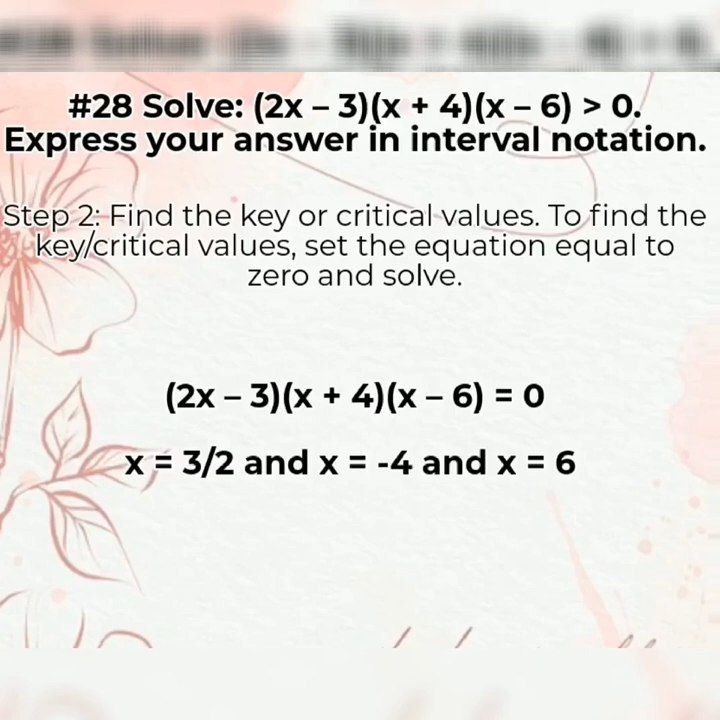 #28 Solve: (2x – 3)(x + 4)(x – 6) > 0.
Express your answer in interval notation.
Step 2: Find the key or critical values. To find the
key/critical values, set the equation equal to
zero and solve.
(2x – 3)(x + 4)(x – 6) = 0
x = 3/2 and x = -4 and x = 6